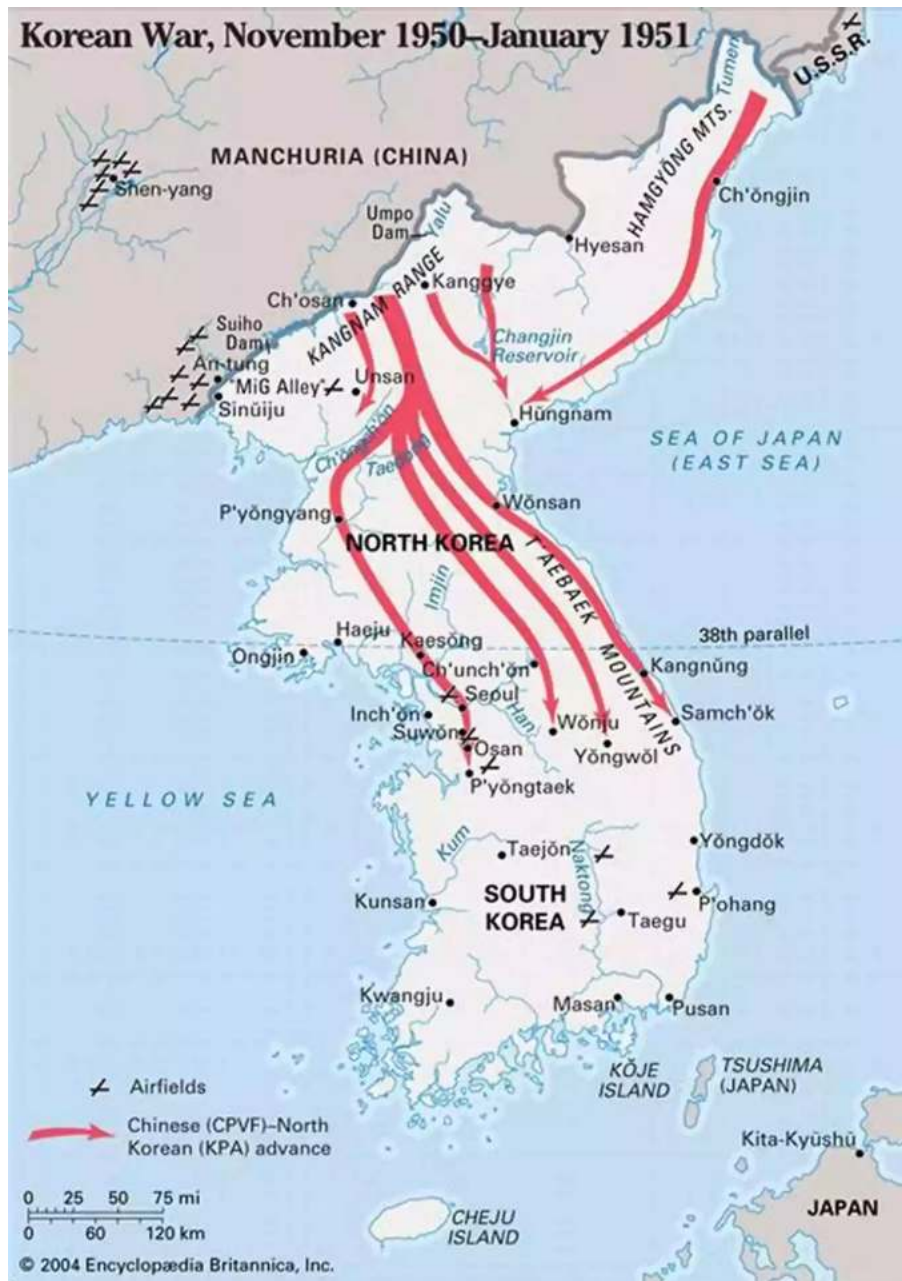 Korean War, November 1950–January 1951
U.S.S.R.
Tumen
MANCHURIA (CHINA)
HAMGYŎNG MTS.
Shen-yang
Ch'ŏngjin
Umpo
Dam
Yalu
Hyesan
KANGNAM RANGE
Kanggye
Ch'osan
Suiho
Dam
Changjin
Reservoir
An-tung
"MiG Alley"
Unsan
Sinŭiju
Hŭngnam
Ch'ŏngch'ŏn
Taedong
SEA OF JAPAN
(EAST SEA)
Wŏnsan
P'yŏngyang
NORTH KOREA
TAEBAEK MOUNTAINS
Imjin
38th parallel
Haeju
Kaesŏng
Ongjin
Ch'unch'ŏn
Kangnŭng
Seoul
Inch'ŏn
Han
Wŏnju
Samch'ŏk
Suwŏn
Osan
Yŏngwŏl
P'yŏngtaek
YELLOW SEA
Kum
Taejŏn
Naktong
Yŏngdŏk
SOUTH
KOREA
Kunsan
P'ohang
Taegu
Kwangju
Masan
Pusan
KŎJE
ISLAND
TSUSHIMA
(JAPAN)
Airfields
Chinese (CPVF)–North
Korean (KPA) advance
Kita-Kyūshū
0 25 50 75 mi
0 60 120 km
JAPAN
CHEJU
ISLAND
© 2004 Encyclopædia Britannica, Inc.